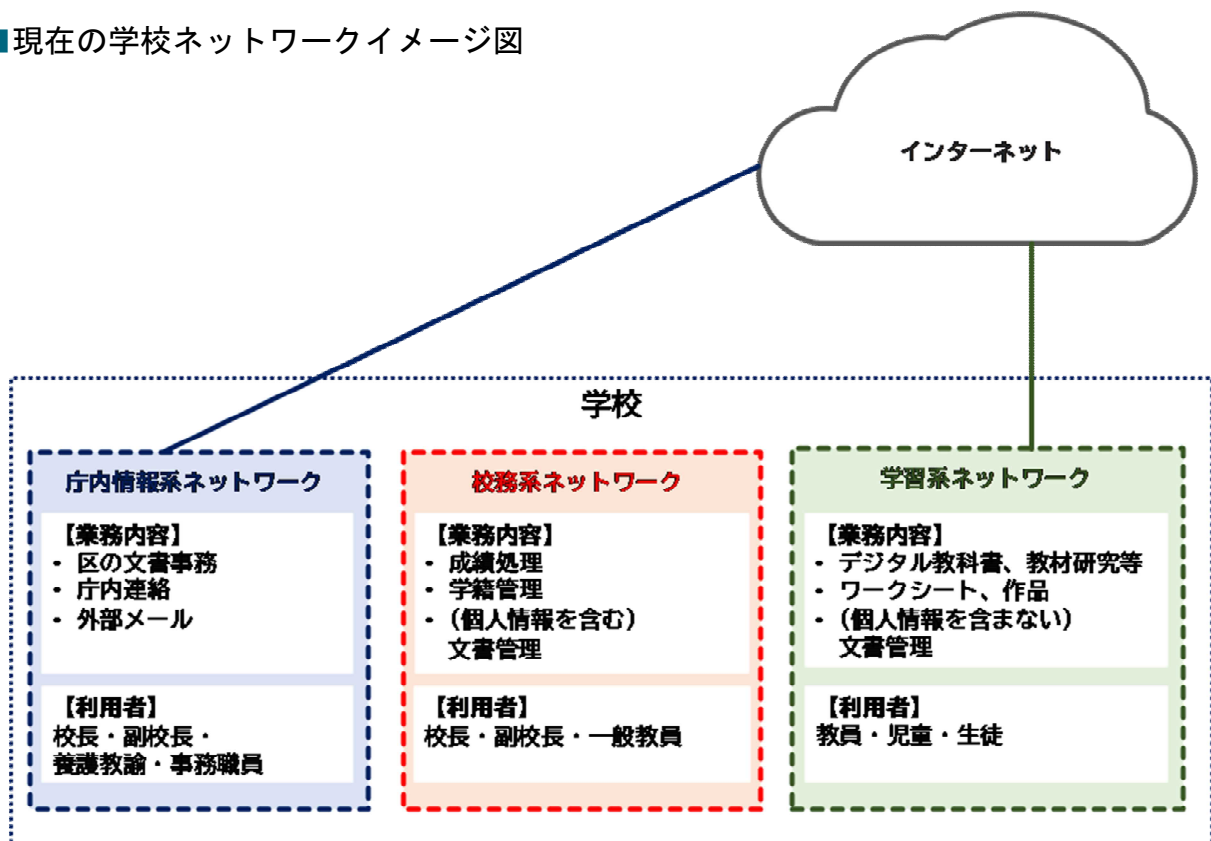 ■現在の学校ネットワークイメージ図
インターネット
学校
庁内情報系ネットワーク
【業務内容】
・ 区の文書事務
・ 庁内連絡
・ 外部メール
【利用者】
校長・副校長・
養護教諭・事務職員
校務系ネットワーク
【業務内容】
・ 成績処理
・ 学籍管理
・ (個人情報を含む)
文書管理
【利用者】
校長・副校長・一般教員
学習系ネットワーク
【業務内容】
・ デジタル教科書、教材研究等
・ ワークシート、作品
・ (個人情報を含まない)
文書管理
【利用者】
教員・児童・生徒